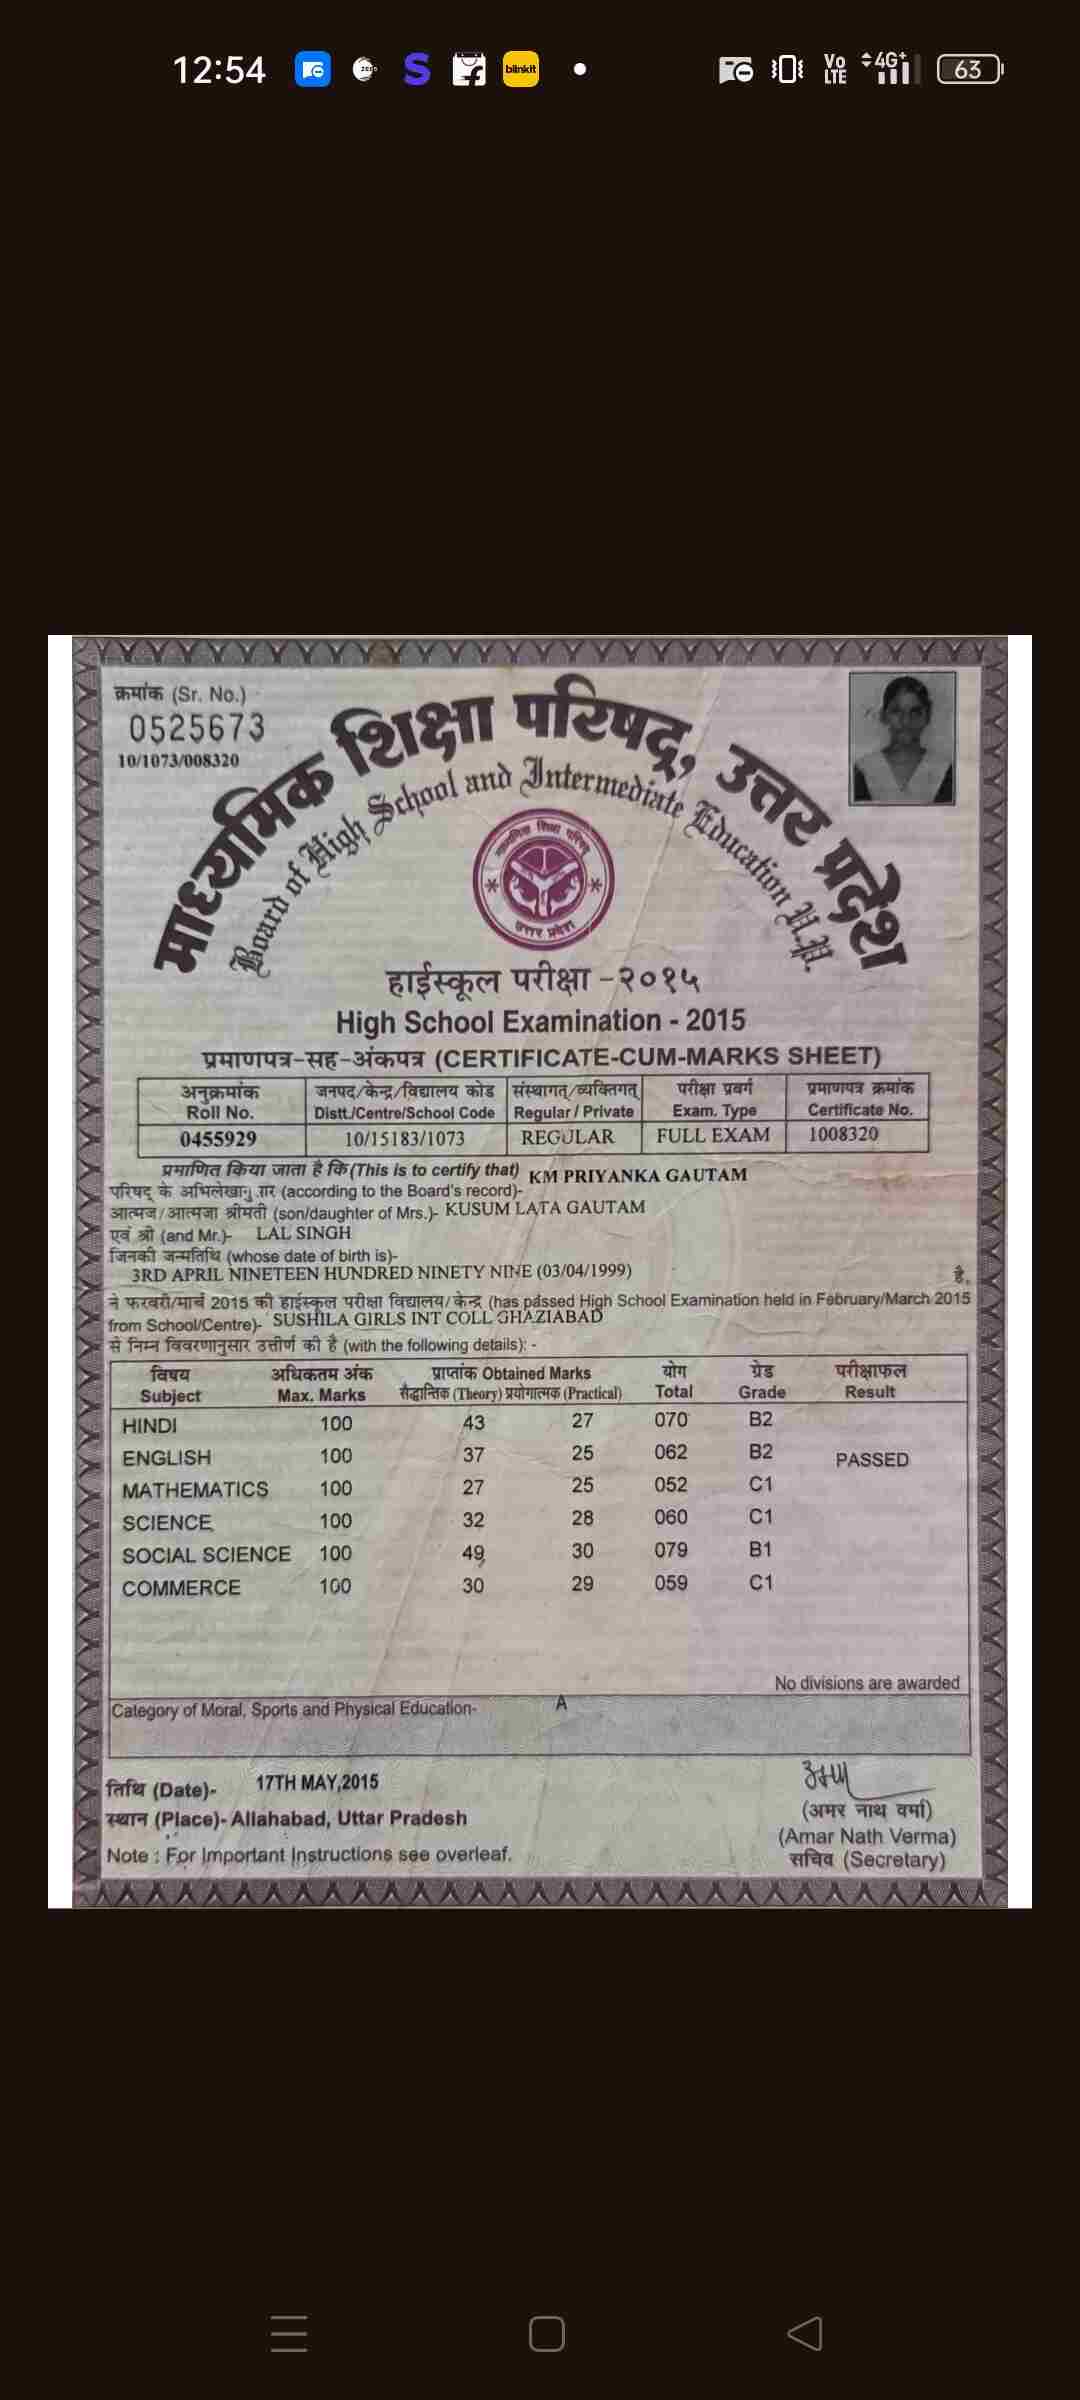 12:54
zero
S
blinkit
Vo LTE
4G+
63
क्रमांक (Sr. No.)
0525673
10/1073/008320
माध्यमिक शिक्षा परिषद्, उत्तर प्रदेश
Board of High School and Intermediate Education U.P.
माध्यमिक शिक्षा परिषद्
उत्तर प्रदेश
हाईस्कूल परीक्षा -२०१५
High School Examination - 2015
प्रमाणपत्र-सह-अंकपत्र (CERTIFICATE-CUM-MARKS SHEET)
अनुक्रमांक जनपद/केन्द्र/विद्यालय कोड संस्थागत्/व्यक्तिगत् परीक्षा प्रवर्ग प्रमाणपत्र क्रमांक
Roll No. Distt./Centre/School Code Regular / Private Exam. Type Certificate No.
0455929 10/15183/1073 REGULAR FULL EXAM 1008320
प्रमाणित किया जाता है कि (This is to certify that) KM PRIYANKA GAUTAM
परिषद् के (according to the Board's record)-
आत्मज/आत्मजा श्रीमती (son/daughter of Mrs.)- KUSUM LATA GAUTAM
एवं श्री (and Mr.)- LAL SINGH
जिनकी जन्मतिथि (whose date of birth is)-
3RD APRIL NINETEEN HUNDRED NINETY NINE (03/04/1999) है,
ने फरवरी/मार्च 2015 की हाईस्कूल परीक्षा विद्यालय/केन्द्र (has passed High School Examination held in February/March 2015
from School/Centre)- SUSHILA GIRLS INT COLL GHAZIABAD
से निम्न विवरणानुसार उत्तीर्ण की है (with the following details): -
विषय अधिकतम अंक प्राप्तांक Obtained Marks योग ग्रेड परीक्षाफल
Subject Max. Marks सैद्धान्तिक (Theory) प्रयोगात्मक (Practical) Total Grade Result
HINDI 100 43 27 070 B2
ENGLISH 100 37 25 062 B2 PASSED
MATHEMATICS 100 27 25 052 C1
SCIENCE 100 32 28 060 C1
SOCIAL SCIENCE 100 49 30 079 B1
COMMERCE 100 30 29 059 C1
No divisions are awarded
Category of Moral, Sports and Physical Education- A
तिथि (Date)- 17TH MAY,2015
स्थान (Place)- Allahabad, Uttar Pradesh
(अमर नाथ वर्मा)
(Amar Nath Verma)
सचिव (Secretary)
Note : For Important Instructions see overleaf.